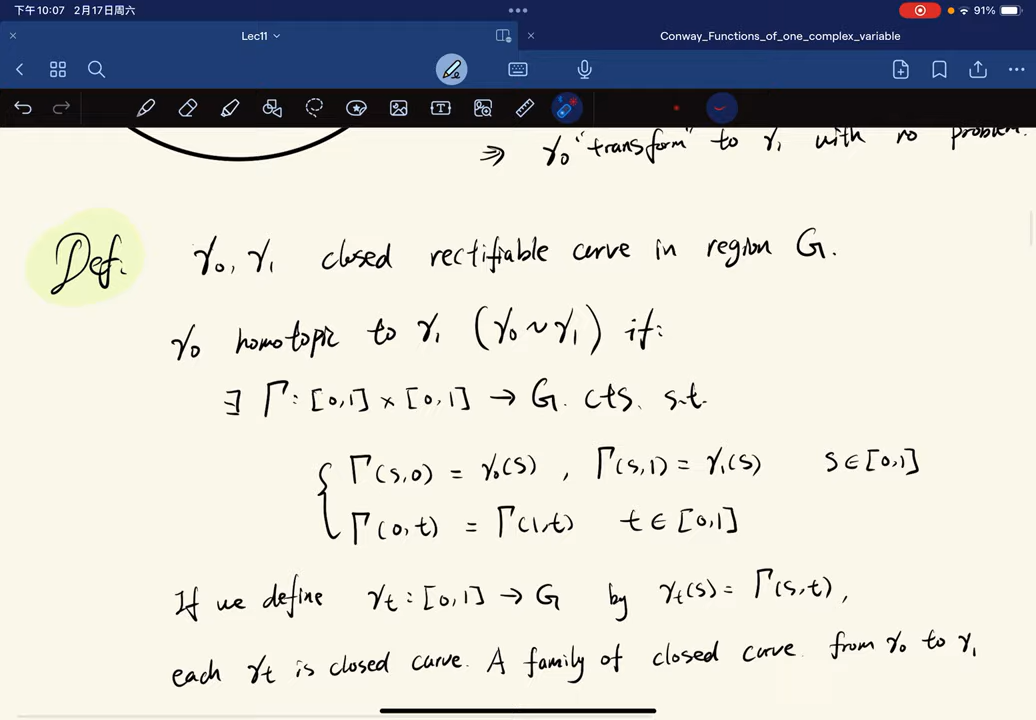 下午10:07 2月17日周六
91%
Lec11
Conway_Functions_of_one_complex_variable
⇒ γ₀ "transform" to γ₁ with no problem.
Def. γ₀, γ₁ closed rectifiable curve in region G.
γ₀ homotopic to γ₁ (γ₀ ~ γ₁) if:
∃ Γ: [0,1] × [0,1] → G. cts. s.t.
Γ(s,0) = γ₀(s), Γ(s,1) = γ₁(s) s ∈ [0,1]
Γ(0,t) = Γ(1,t) t ∈ [0,1]
If we define γt : [0,1] → G by γt(s) = Γ(s,t),
each γt is closed curve. A family of closed curve. from γ₀ to γ₁